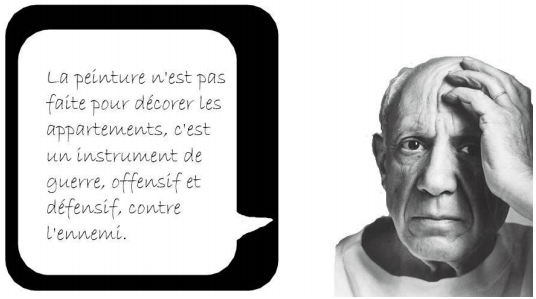 La peinture n'est pas
faite pour décorer les
appartements, c'est
un instrument de
guerre, offensif et
défensif, contre
l'ennemi.